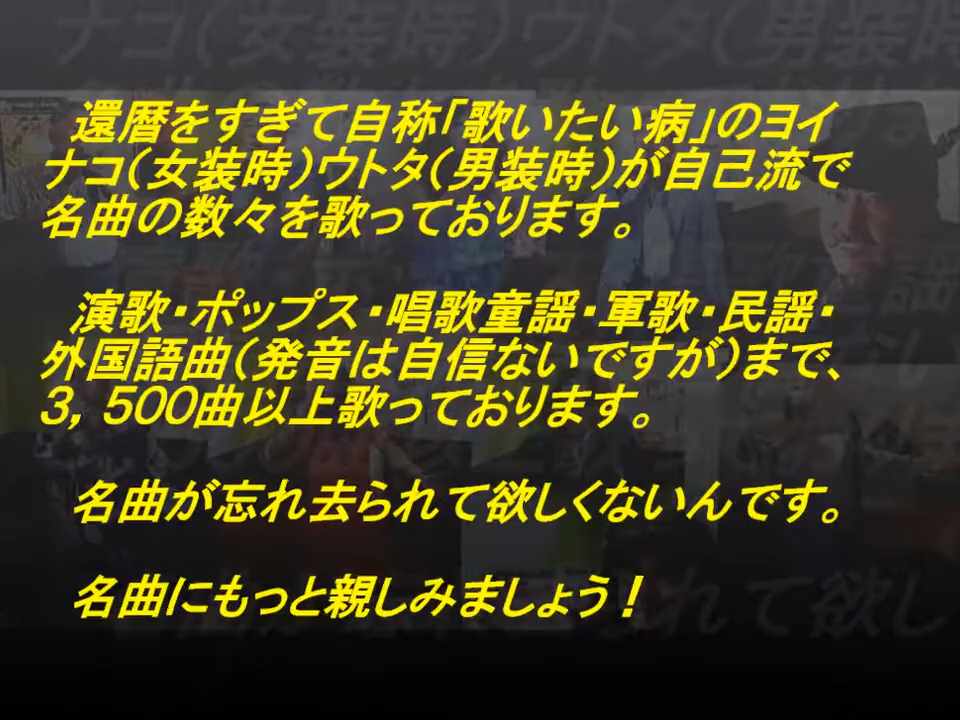 還暦をすぎて自称「歌いたい病」のヨイ
ナコ（女装時）ウトタ（男装時）が自己流で
名曲の数々を歌っております。
演歌・ポップス・唱歌童謡・軍歌・民謡・
外国語曲（発音は自信ないですが）まで、
３，５００曲以上歌っております。
名曲が忘れ去られて欲しくないんです。
名曲にもっと親しみましょう！